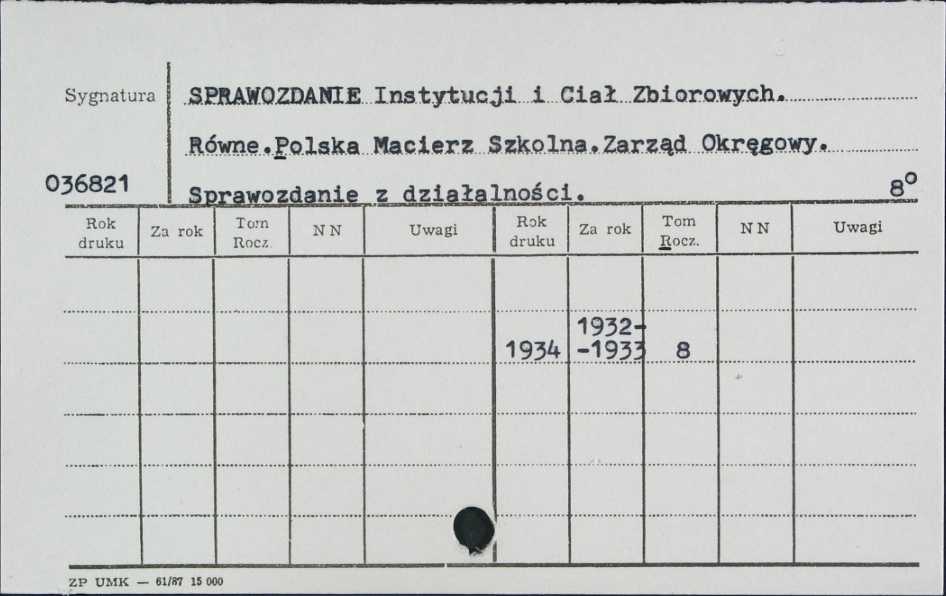 Sygnatura SPRAWOZDANIE Instytucji i Ciał Zbiorowych.
Równe.Polska Macierz Szkolna.Zarząd Okręgowy.
036821 Sprawozdanie z działalności. 8°
Rok druku Za rok Tom Rocz. NN Uwagi Rok druku Za rok Tom Rocz. NN Uwagi
1934 1932--1933 8
ZP UMK — 61/87 15 000